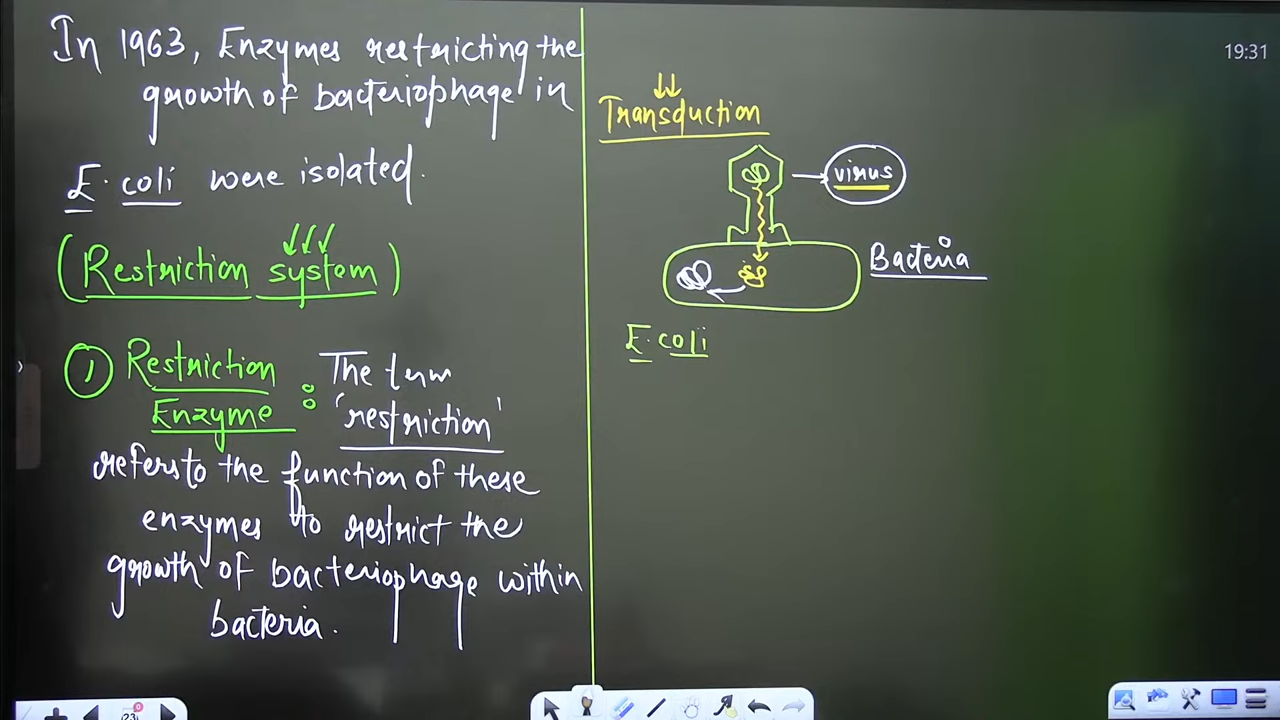 In 1963, Enzymes restricting the
growth of bacteriophage in
E. coli were isolated.
(Restriction system)
① Restriction
Enzyme : The term
'restriction'
refers to the function of these
enzymes to restrict the
growth of bacteriophage within
bacteria.
19:31
Transduction
virus
Bacteria
E. coli
23